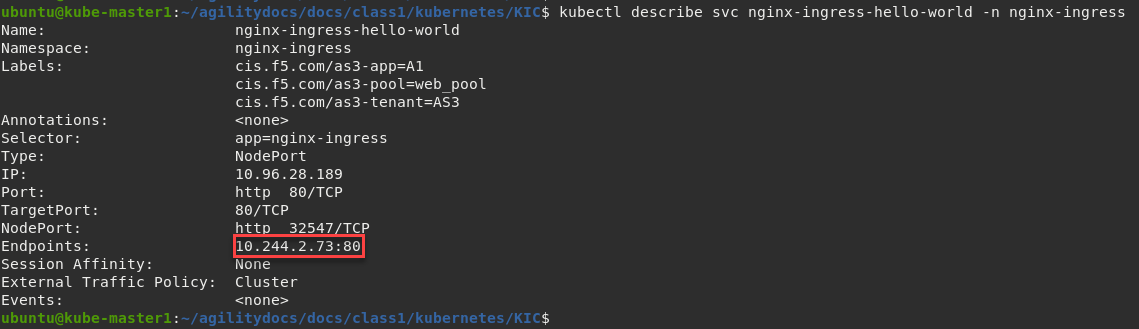 ubuntu@kube-master1:~/agilitydocs/docs/class1/kubernetes/KIC$ kubectl describe svc nginx-ingress-hello-world -n nginx-ingress
Name:                     nginx-ingress-hello-world
Namespace:                nginx-ingress
Labels:                   cis.f5.com/as3-app=A1
                          cis.f5.com/as3-pool=web_pool
                          cis.f5.com/as3-tenant=AS3
Annotations:              <none>
Selector:                 app=nginx-ingress
Type:                     NodePort
IP:                       10.96.28.189
Port:                     http  80/TCP
TargetPort:               80/TCP
NodePort:                 http  32547/TCP
Endpoints:                10.244.2.73:80
Session Affinity:         None
External Traffic Policy:  Cluster
Events:                   <none>
ubuntu@kube-master1:~/agilitydocs/docs/class1/kubernetes/KIC$